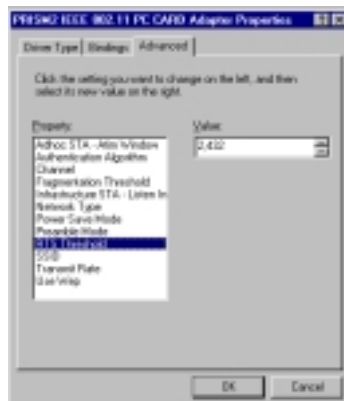 PRISM2 IEEE 802.11 PC CARD Adapter Properties
Driver Type
Bindings
Advanced
Click the setting you want to change on the left, and then
select its new value on the right.
Property:
Adhoc STA - Atim Window
Authentication Algorithm
Channel
Fragmentation Threshold
Infrastructure STA - Listen In
Network Type
Power Save Mode
Preamble Mode
RTS Threshold
SSID
Transmit Rate
Use Wep
Value:
2,432
OK
Cancel